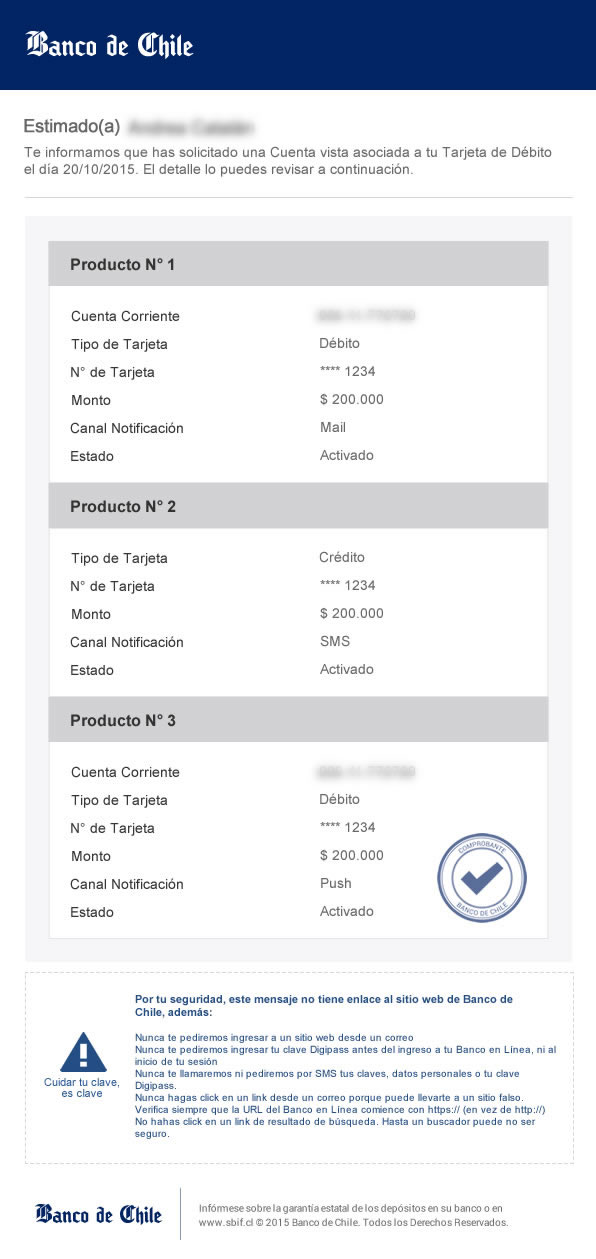 Banco de Chile
Estimado(a)
Te informamos que has solicitado una Cuenta vista asociada a tu Tarjeta de Débito
el día 20/10/2015. El detalle lo puedes revisar a continuación.
Producto N° 1
Cuenta Corriente
Tipo de Tarjeta Débito
N° de Tarjeta **** 1234
Monto $ 200.000
Canal Notificación Mail
Estado Activado
Producto N° 2
Tipo de Tarjeta Crédito
N° de Tarjeta **** 1234
Monto $ 200.000
Canal Notificación SMS
Estado Activado
Producto N° 3
Cuenta Corriente
Tipo de Tarjeta Débito
N° de Tarjeta **** 1234
Monto $ 200.000
Canal Notificación Push
Estado Activado
COMPROBANTE
BANCO DE CHILE
Cuidar tu clave,
es clave
Por tu seguridad, este mensaje no tiene enlace al sitio web de Banco de
Chile, además:
Nunca te pediremos ingresar a un sitio web desde un correo
Nunca te pediremos ingresar tu clave Digipass antes del ingreso a tu Banco en Línea, ni al
inicio de tu sesión
Nunca te llamaremos ni pediremos por SMS tus claves, datos personales o tu clave
Digipass.
Nunca hagas click en un link desde un correo porque puede llevarte a un sitio falso.
Verifica siempre que la URL del Banco en Línea comience con https:// (en vez de http://)
No hahas click en un link de resultado de búsqueda. Hasta un buscador puede no ser
seguro.
Banco de Chile
Infórmese sobre la garantía estatal de los depósitos en su banco o en
www.sbif.cl © 2015 Banco de Chile. Todos los Derechos Reservados.